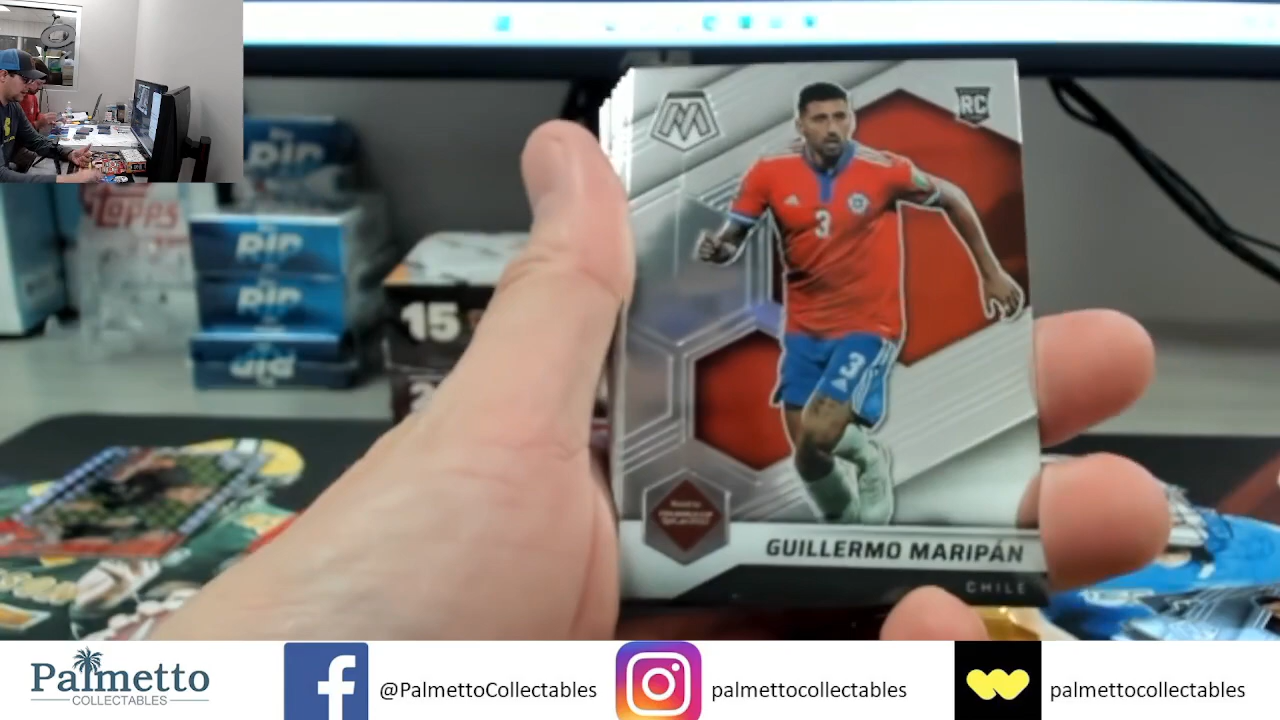 RC
3
3
GUILLERMO MARIPÁN
CHILE
TOPPS
RIP
RIP
RIP
15
Palmetto
COLLECTABLES
@PalmettoCollectables
palmettocollectables
palmettocollectables